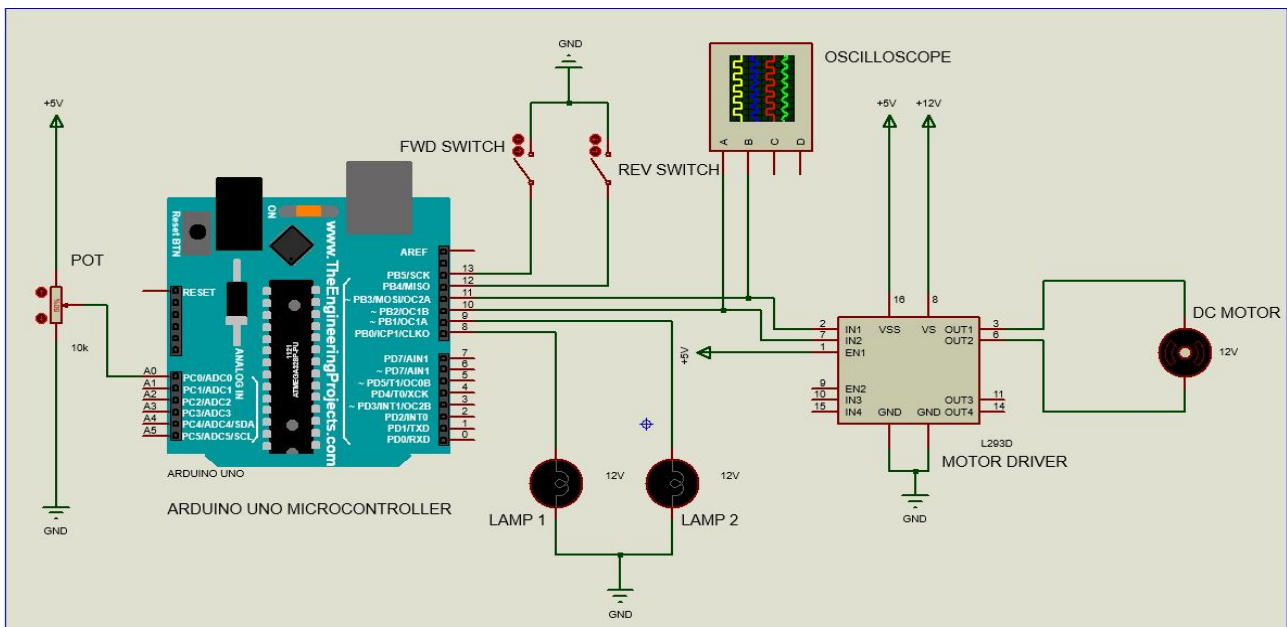 GND
OSCILLOSCOPE
+5V
+5V
+12V
FWD SWITCH
REV SWITCH
A
B
C
D
Reset BTN
ON
www.TheEngineeringProjects.com
AREF
POT
RESET
PB5/SCK 13
PB4/MISO 12
~ PB3/MOSI/OC2A 11
~ PB2/OC1B 10
~ PB1/OC1A 9
PB0/ICP1/CLKO 8
50%
10k
ANALOG IN
ATMEGA328P-PU
1121
A0 PC0/ADC0
A1 PC1/ADC1
A2 PC2/ADC2
A3 PC3/ADC3
A4 PC4/ADC4/SDA
A5 PC5/ADC5/SCL
PD7/AIN1 7
~ PD7/AIN1 6
~ PD5/T1/OC0B 5
PD4/T0/XCK 4
~ PD3/INT1/OC2B 3
PD2/INT0 2
PD1/TXD 1
PD0/RXD 0
16
8
DC MOTOR
12V
2 IN1
7 IN2
1 EN1
VSS
VS
OUT1 3
OUT2 6
+5V
9 EN2
10 IN3
15 IN4
OUT3 11
OUT4 14
GND
GND
L293D
MOTOR DRIVER
GND
ARDUINO UNO
ARDUINO UNO MICROCONTROLLER
12V
LAMP 1
12V
LAMP 2
GND
GND